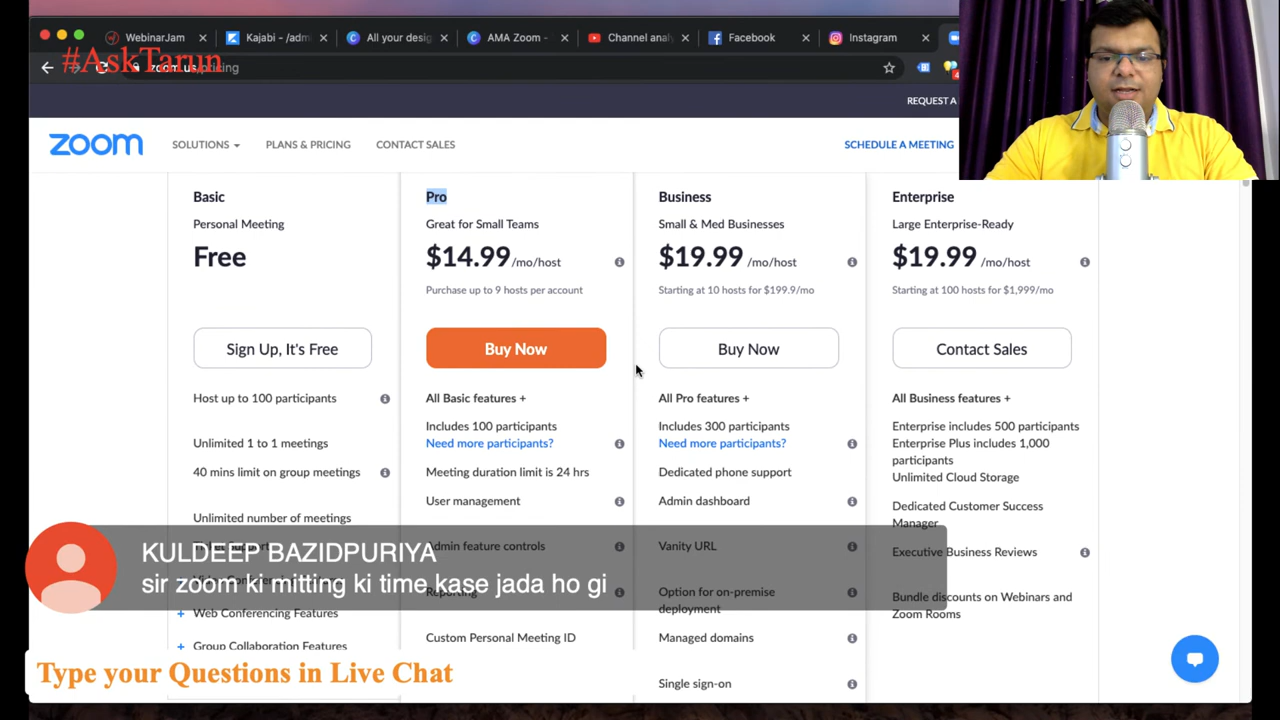 WebinarJam
Kajabi - /adm
All your desig
AMA Zoom -
Channel analy
Facebook
Instagram
#AskTarun
zoom.us/pricing
REQUEST A
zoom
SOLUTIONS
PLANS & PRICING
CONTACT SALES
SCHEDULE A MEETING
Basic
Personal Meeting
Free
Sign Up, It's Free
Host up to 100 participants
Unlimited 1 to 1 meetings
40 mins limit on group meetings
Unlimited number of meetings
Web Conferencing Features
Group Collaboration Features
Pro
Great for Small Teams
$14.99/mo/host
Purchase up to 9 hosts per account
Buy Now
All Basic features +
Includes 100 participants
Need more participants?
Meeting duration limit is 24 hrs
User management
Admin feature controls
Reporting
Custom Personal Meeting ID
Business
Small & Med Businesses
$19.99 /mo/host
Starting at 10 hosts for $199.9/mo
Buy Now
All Pro features +
Includes 300 participants
Need more participants?
Dedicated phone support
Admin dashboard
Vanity URL
Option for on-premise
deployment
Managed domains
Single sign-on
Enterprise
Large Enterprise-Ready
$19.99 /mo/host
Starting at 100 hosts for $1,999/mo
Contact Sales
All Business features +
Enterprise includes 500 participants
Enterprise Plus includes 1,000
participants
Unlimited Cloud Storage
Dedicated Customer Success
Manager
Executive Business Reviews
Bundle discounts on Webinars and
Zoom Rooms
KULDEEP BAZIDPURIYA
sir zoom ki mitting ki time kase jada ho gi
Type your Questions in Live Chat